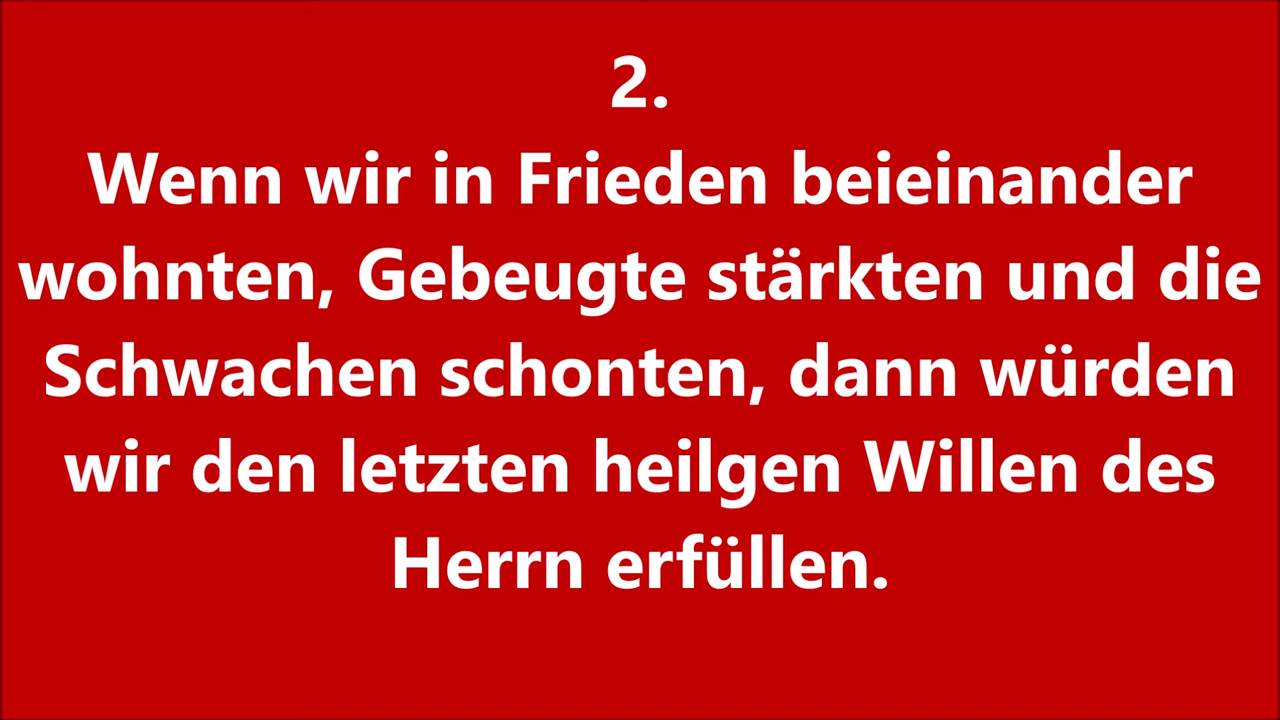 2.
Wenn wir in Frieden beieinander
wohnten, Gebeugte stärkten und die
Schwachen schonten, dann würden
wir den letzten heilgen Willen des
Herrn erfüllen.